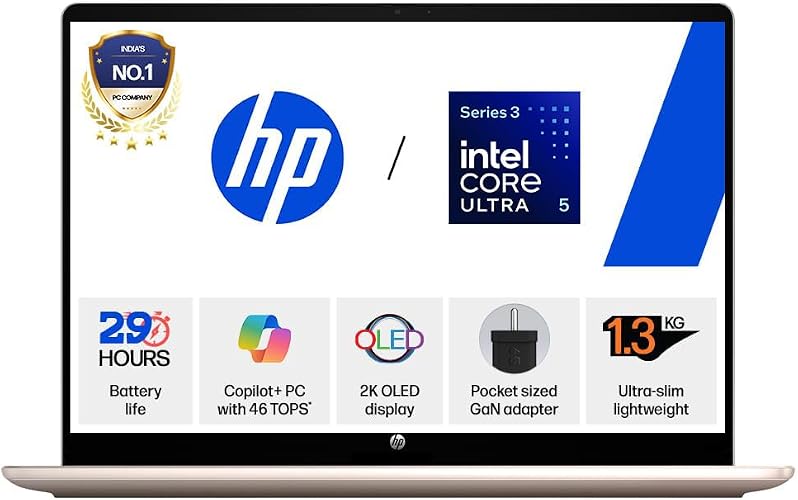 INDIA'S
NO.1
PC COMPANY
hp
/
Series 3
intel
CORE
ULTRA 5
29
HOURS
Battery
life
Copilot+ PC
with 46 TOPS*
OLED
2K OLED
display
Pocket sized
GaN adapter
1.3 KG
Ultra-slim
lightweight
hp